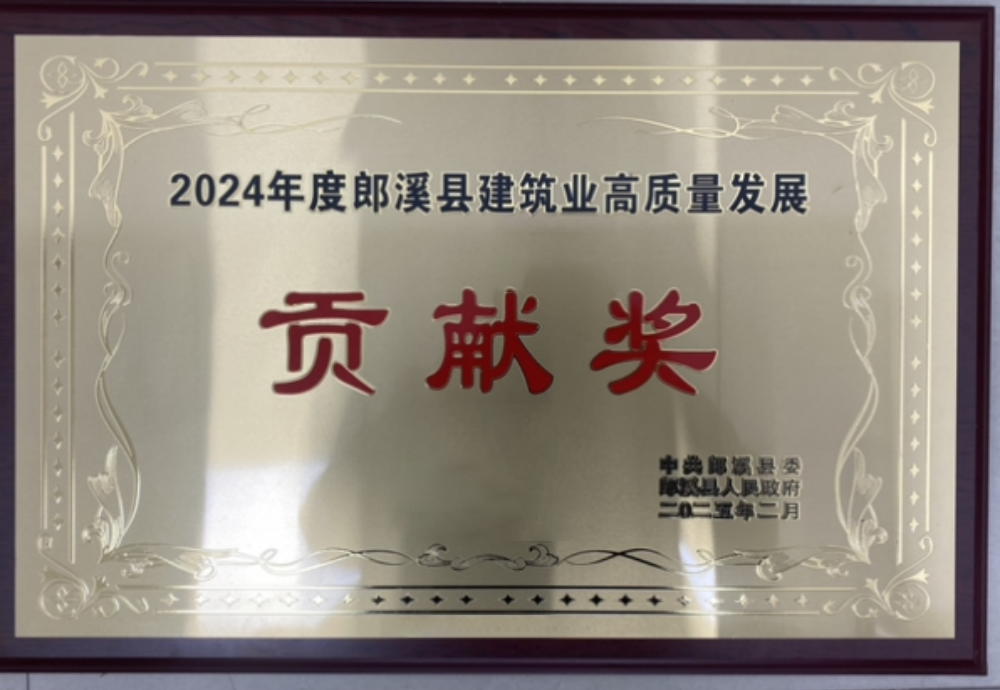 2024年度郎溪县建筑业高质量发展
贡献奖
中共郎溪县委
郎溪县人民政府
二〇二五年二月